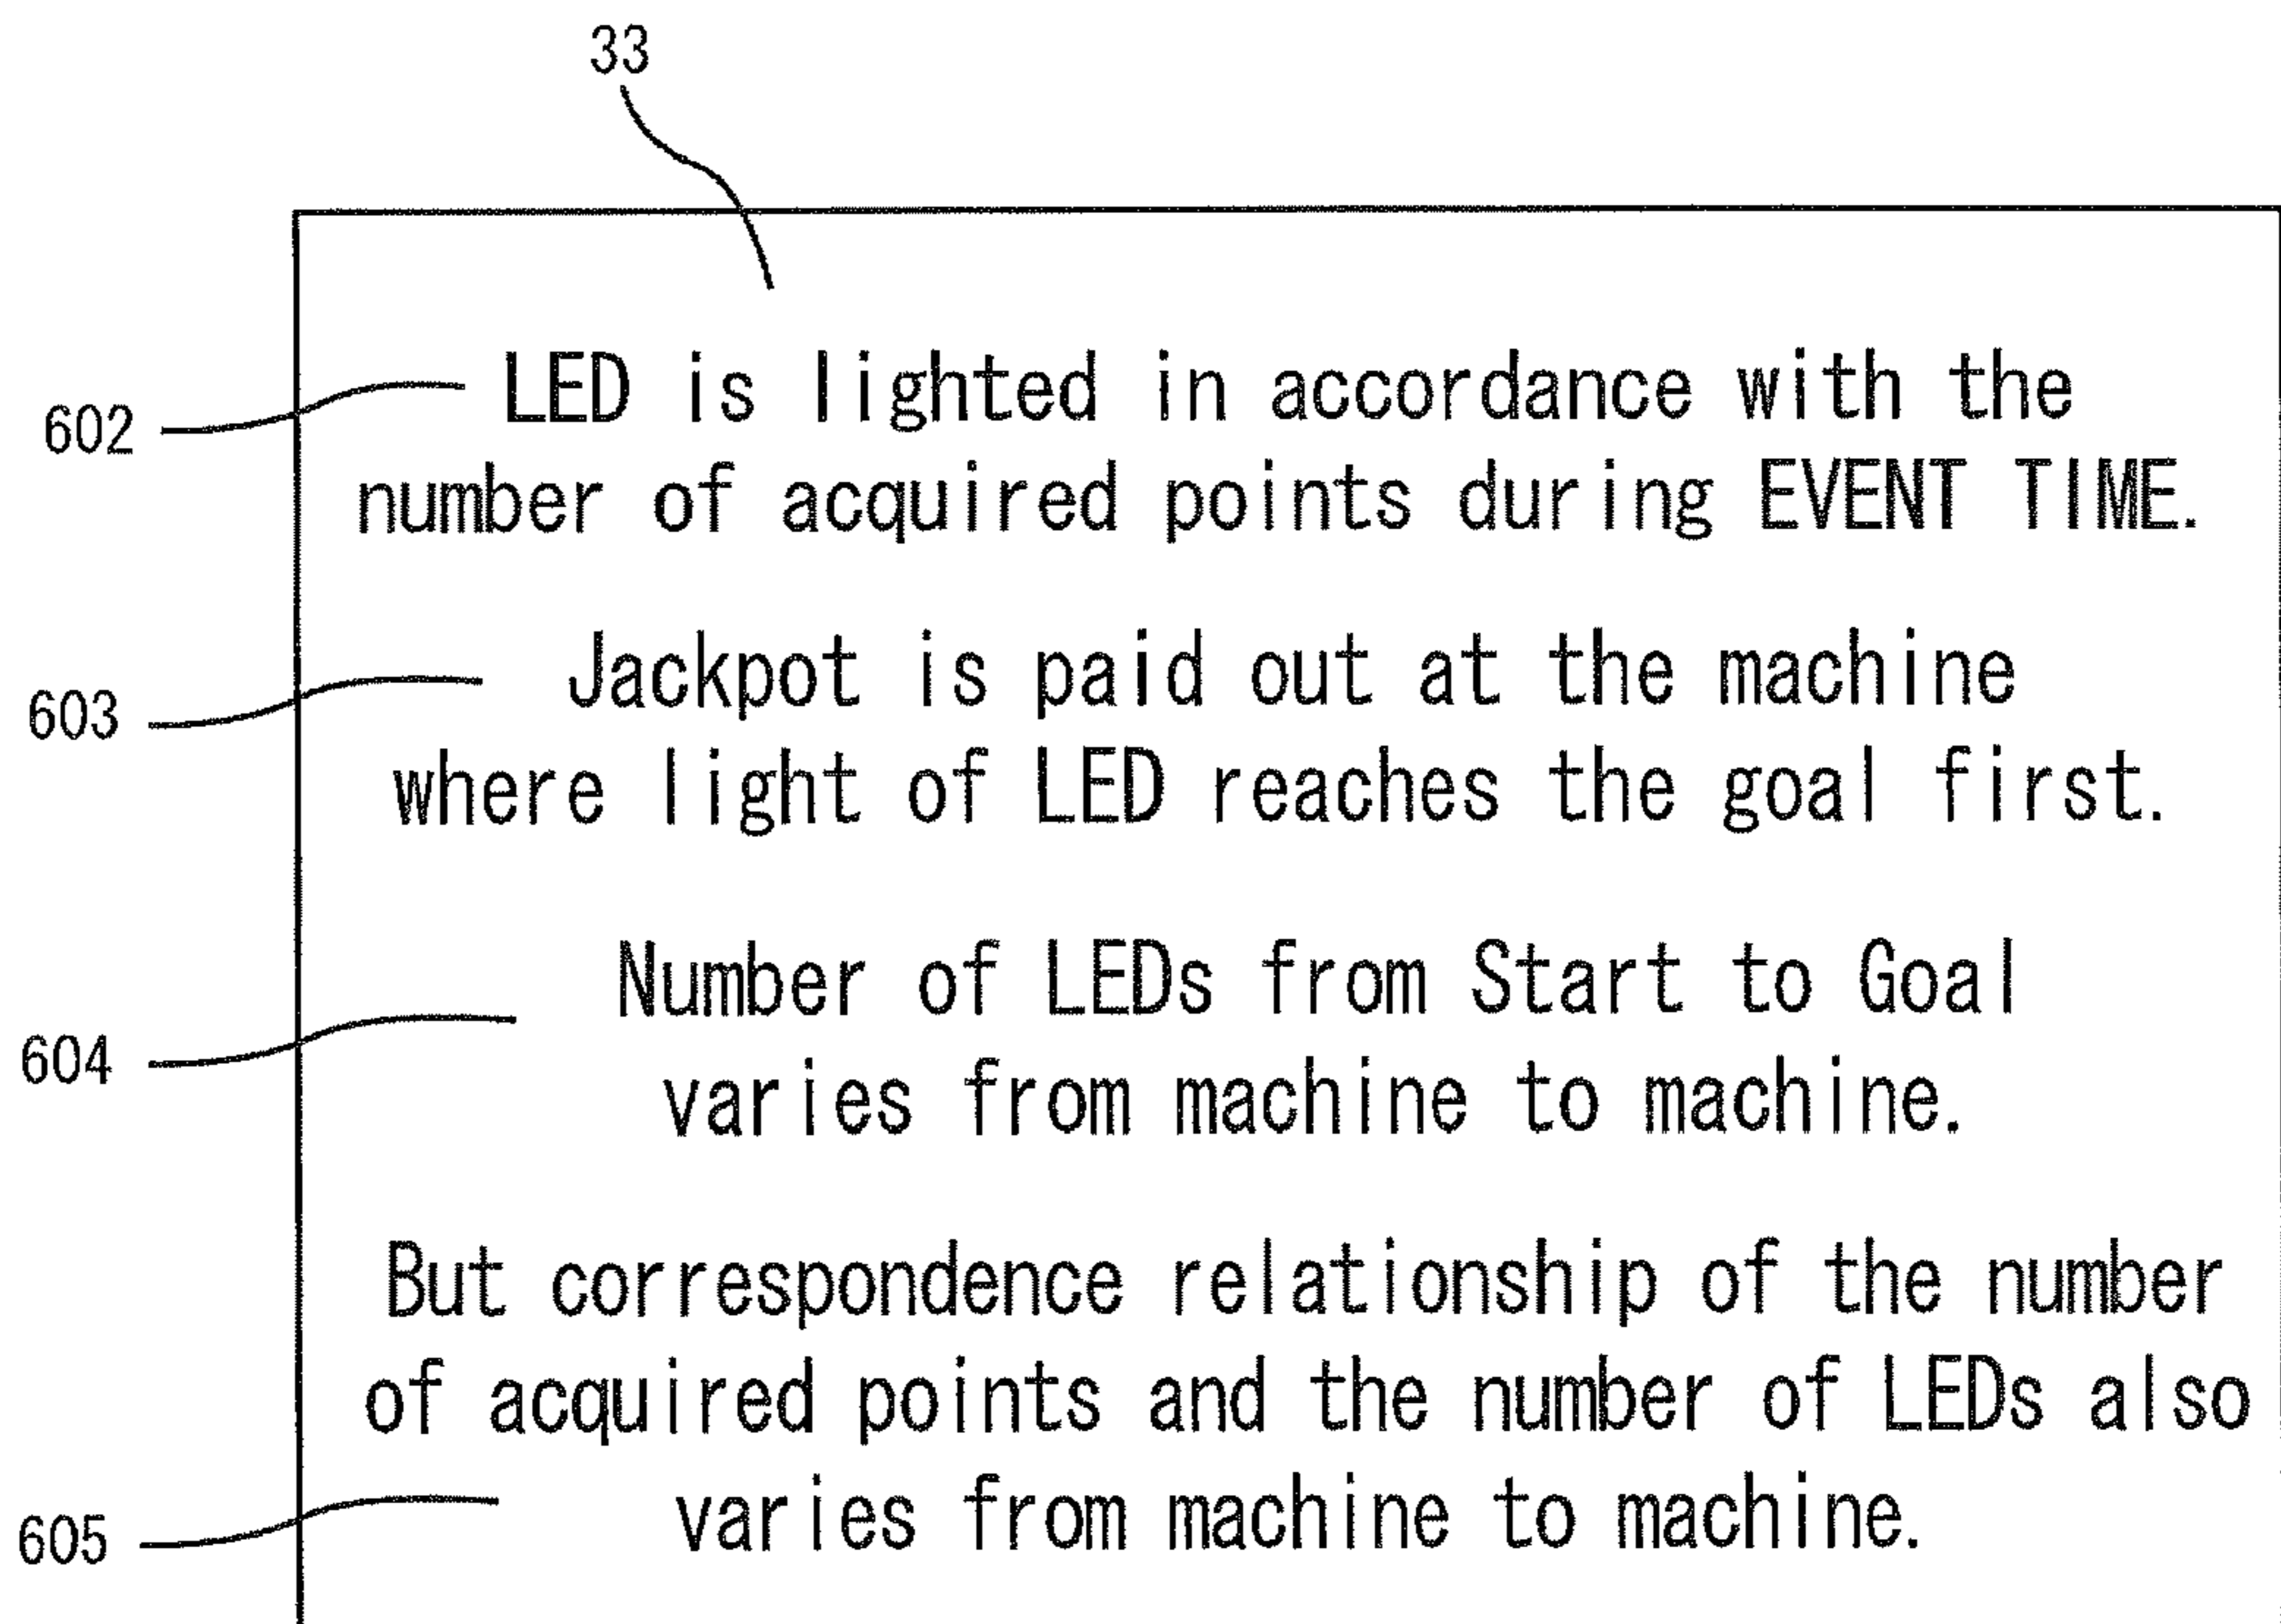 33
602
LED is lighted in accordance with the
number of acquired points during EVENT TIME.
603
Jackpot is paid out at the machine
where light of LED reaches the goal first.
604
Number of LEDs from Start to Goal
varies from machine to machine.
But correspondence relationship of the number
of acquired points and the number of LEDs also
605
varies from machine to machine.